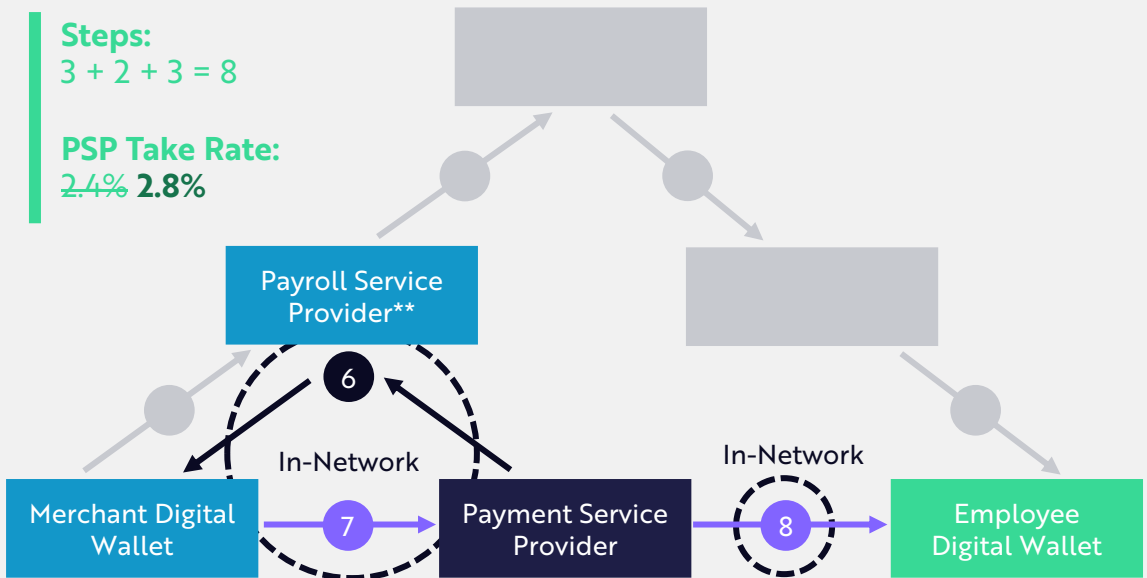 Steps:
3 + 2 + 3 = 8
PSP Take Rate:
2.4% 2.8%
Payroll Service
Provider**
6
In-Network
In-Network
Merchant Digital
Wallet
7
Payment Service
Provider
8
Employee
Digital Wallet